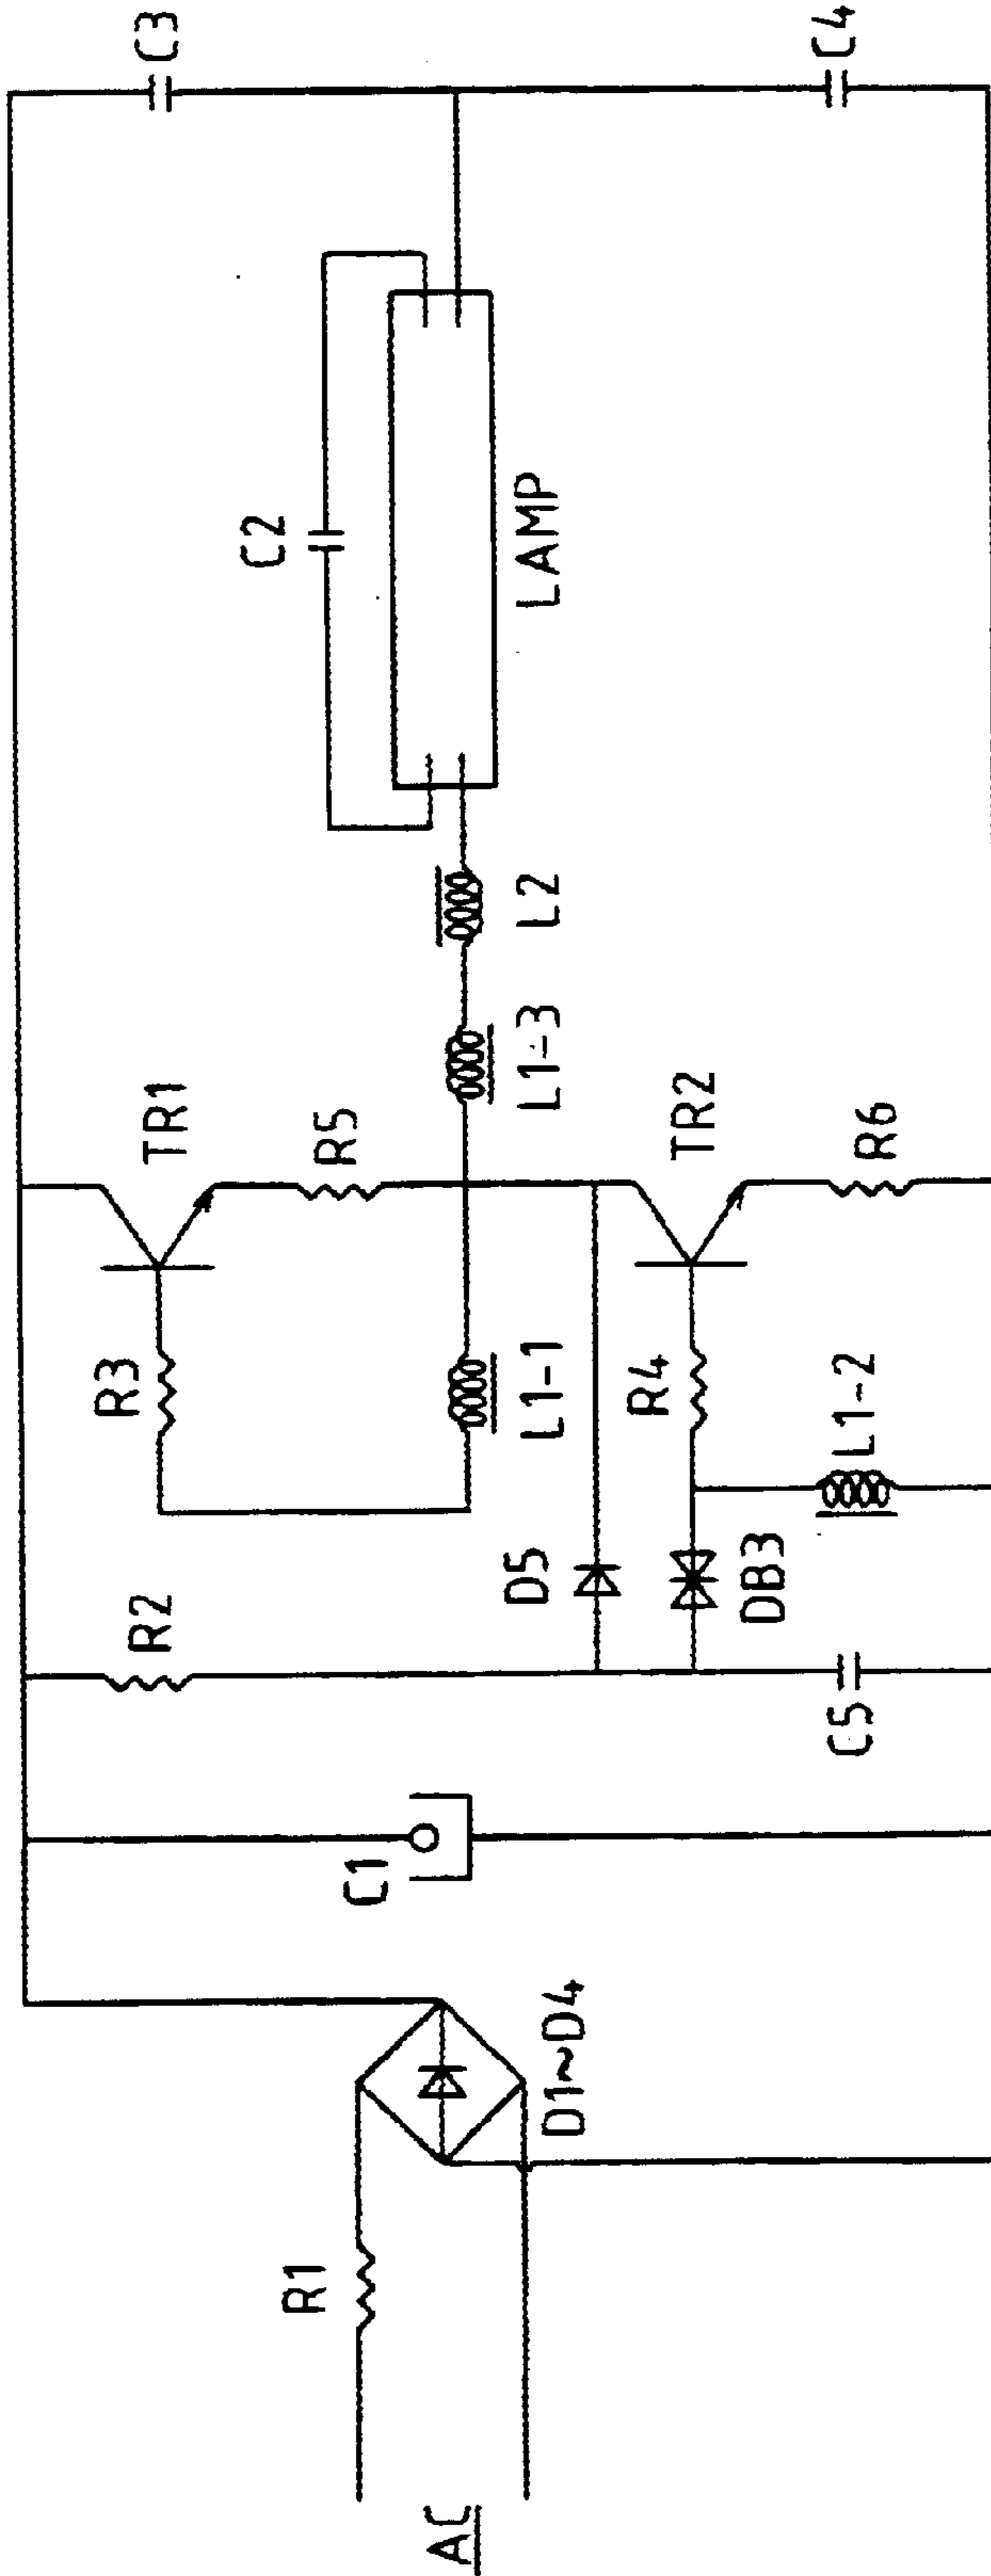 AC
R1
D1~D4
C1
R2
C5
D5
DB3
R3
L1-1
R4
L1-2
TR1
R5
TR2
R6
L1-3
L2
C2
LAMP
C3
C4